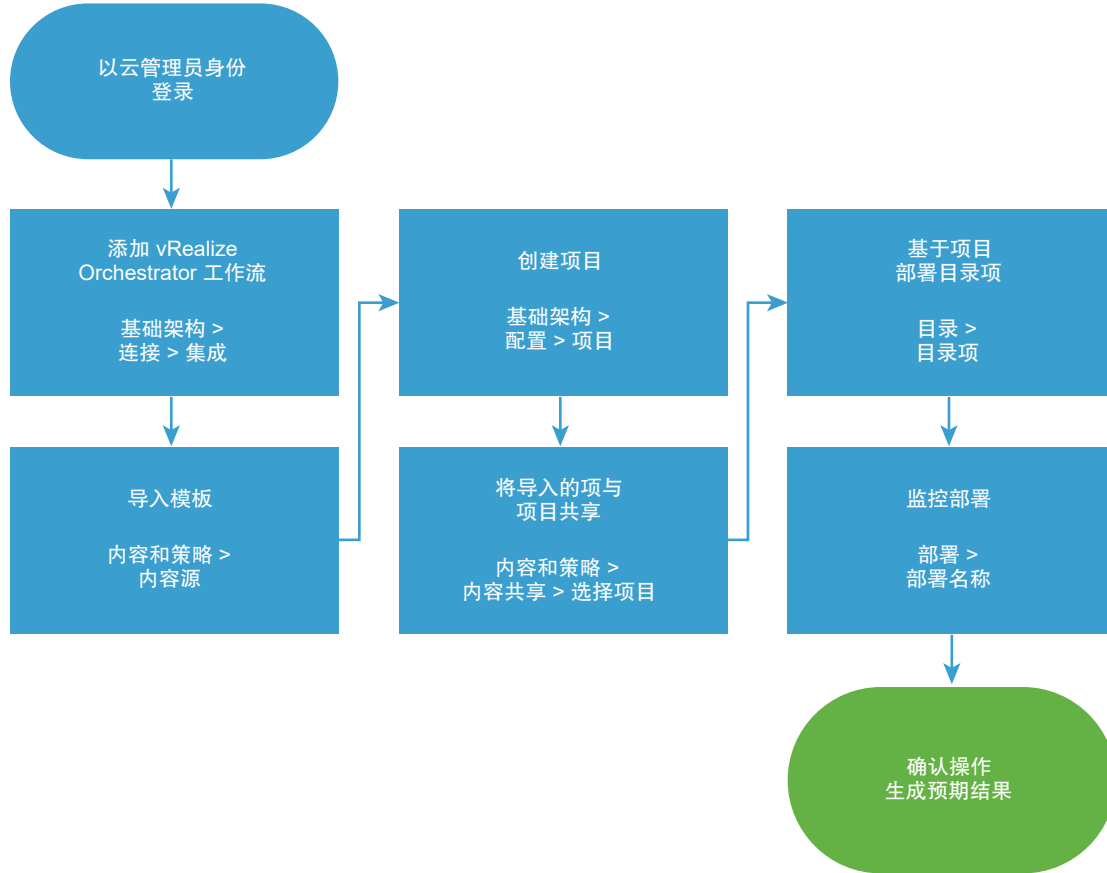 以云管理员身份
登录
添加 vRealize
Orchestrator 工作流
基础架构 >
连接 > 集成
导入模板
内容和策略 >
内容源
创建项目
基础架构 >
配置 > 项目
将导入的项与
项目共享
内容和策略 >
内容共享 > 选择项目
基于项目
部署目录项
目录 >
目录项
监控部署
部署 >
部署名称
确认操作
生成预期结果